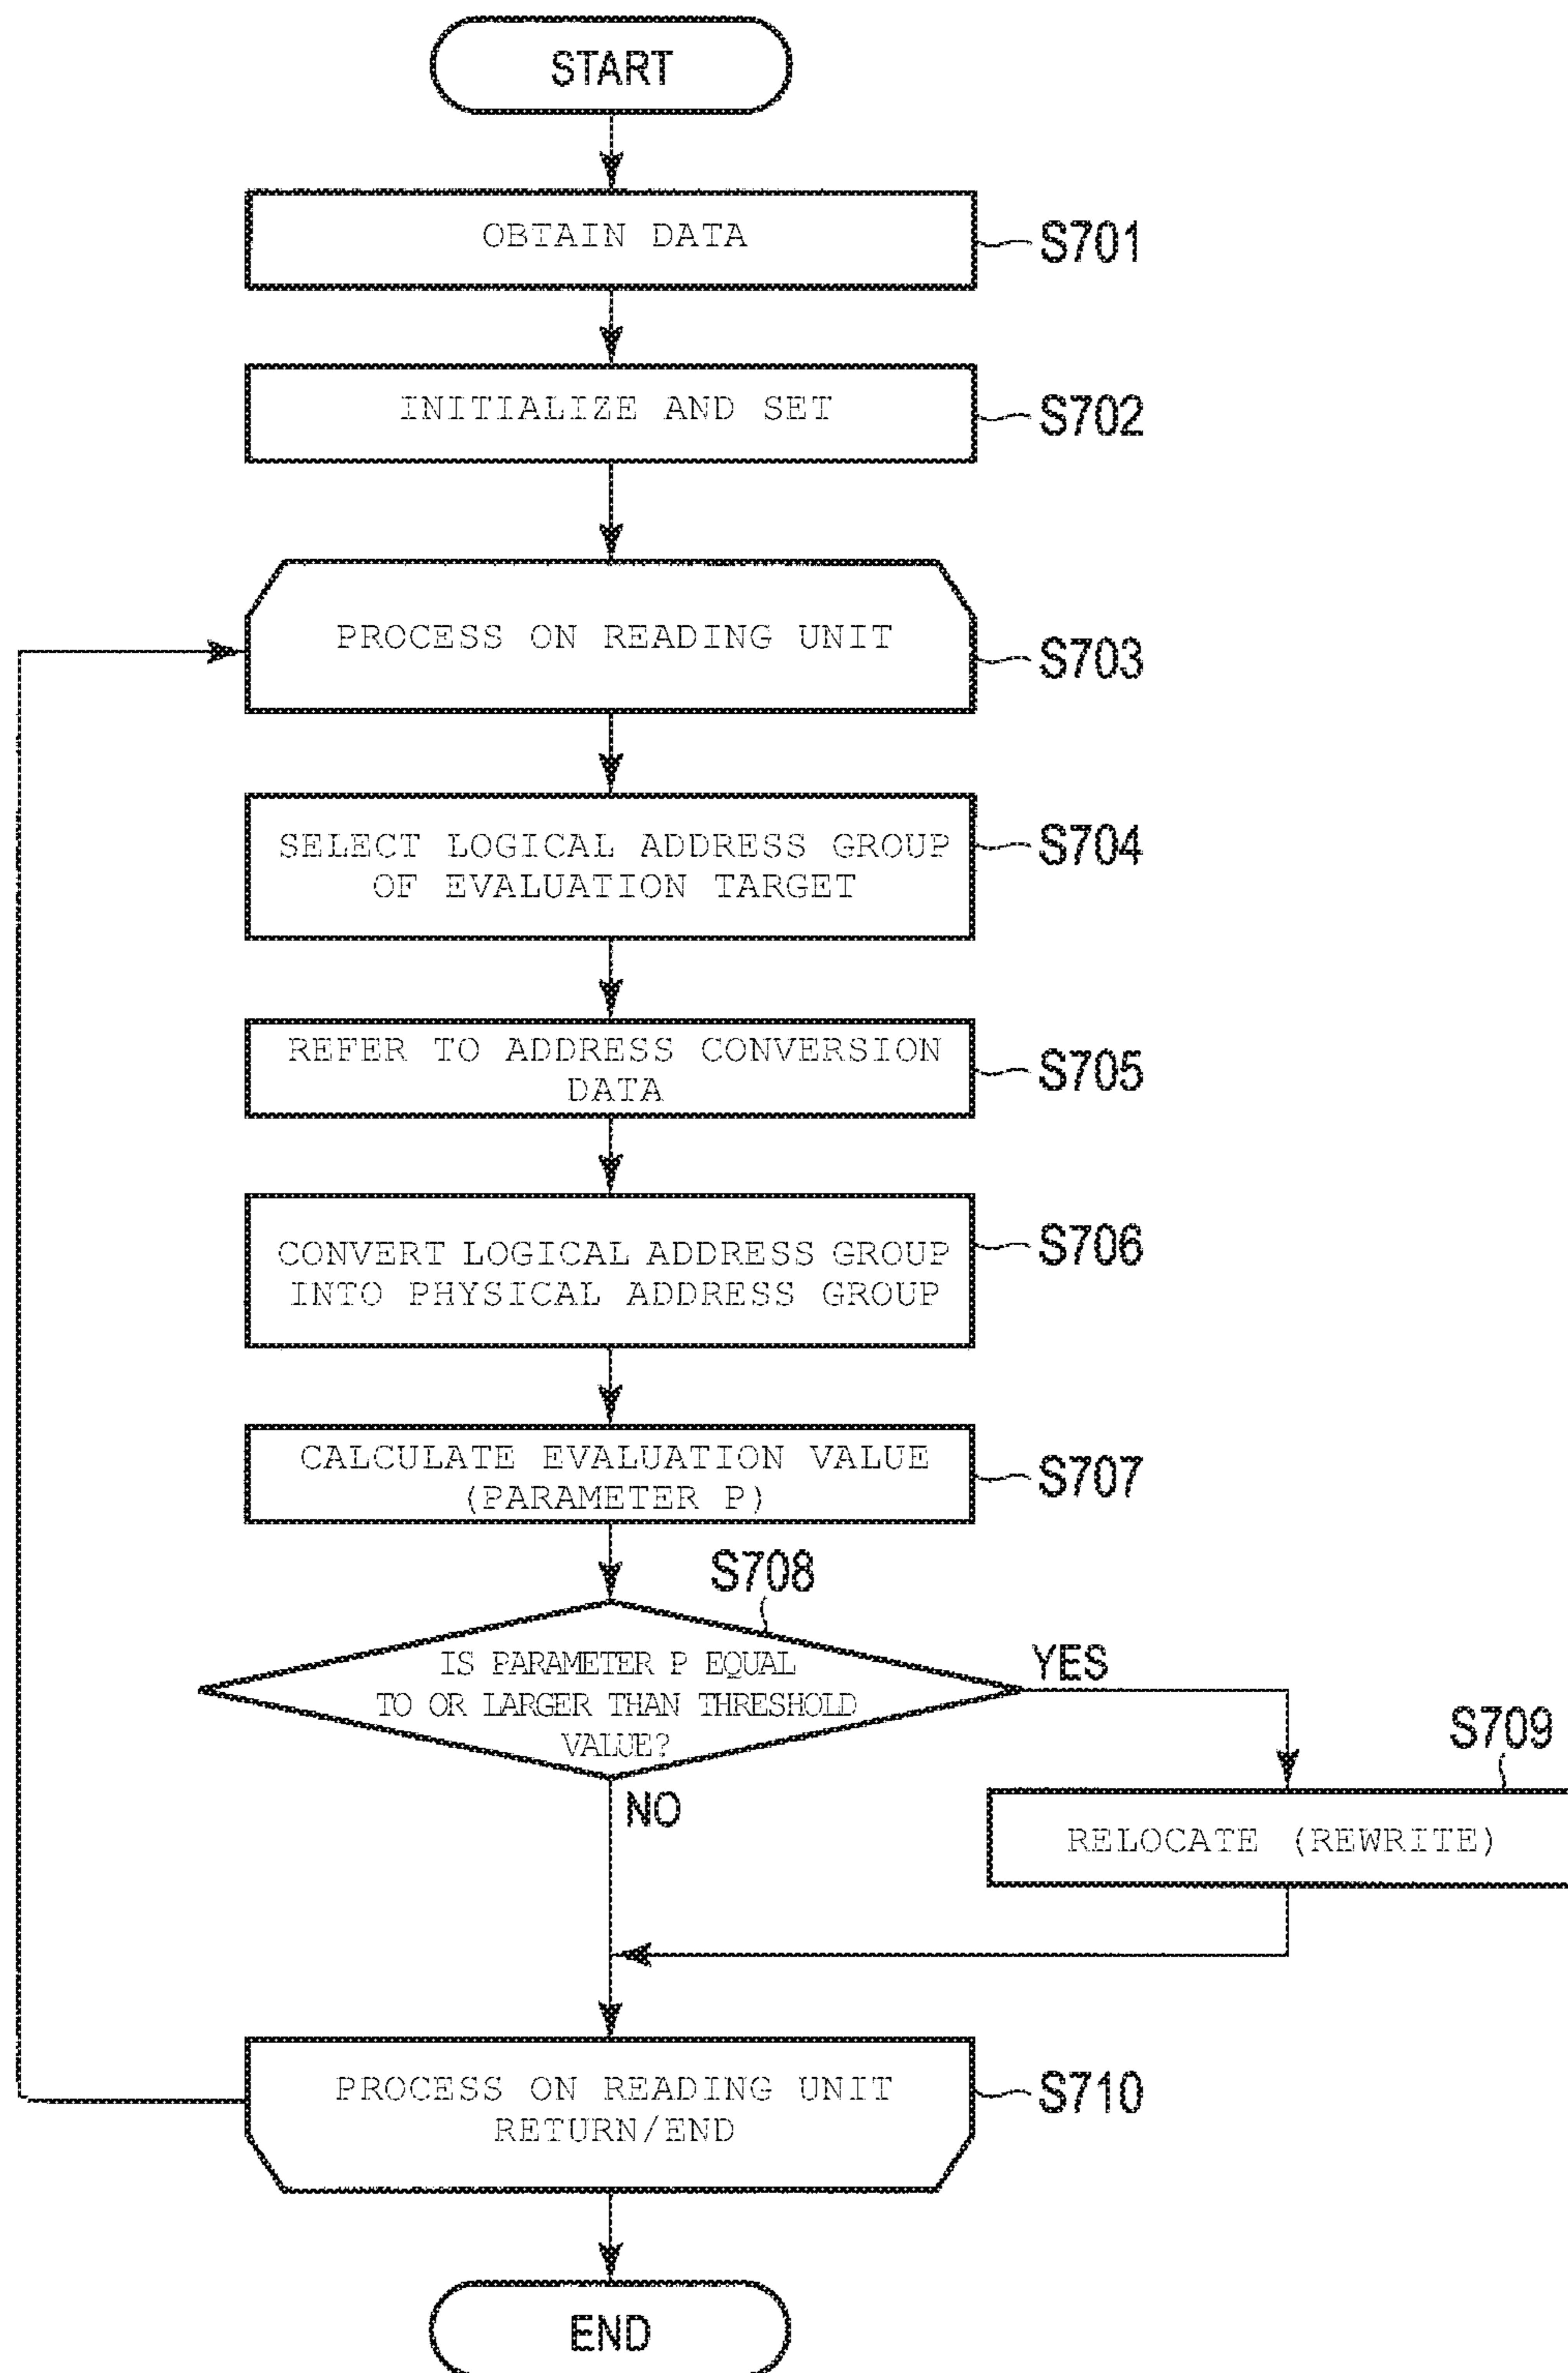 START
OBTAIN DATA
S701
INITIALIZE AND SET
S702
PROCESS ON READING UNIT
S703
SELECT LOGICAL ADDRESS GROUP
OF EVALUATION TARGET
S704
REFER TO ADDRESS CONVERSION
DATA
S705
CONVERT LOGICAL ADDRESS GROUP
INTO PHYSICAL ADDRESS GROUP
S706
CALCULATE EVALUATION VALUE
(PARAMETER P)
S707
S708
IS PARAMETER P EQUAL
TO OR LARGER THAN THRESHOLD
VALUE?
YES
NO
S709
RELOCATE (REWRITE)
PROCESS ON READING UNIT
RETURN/END
S710
END